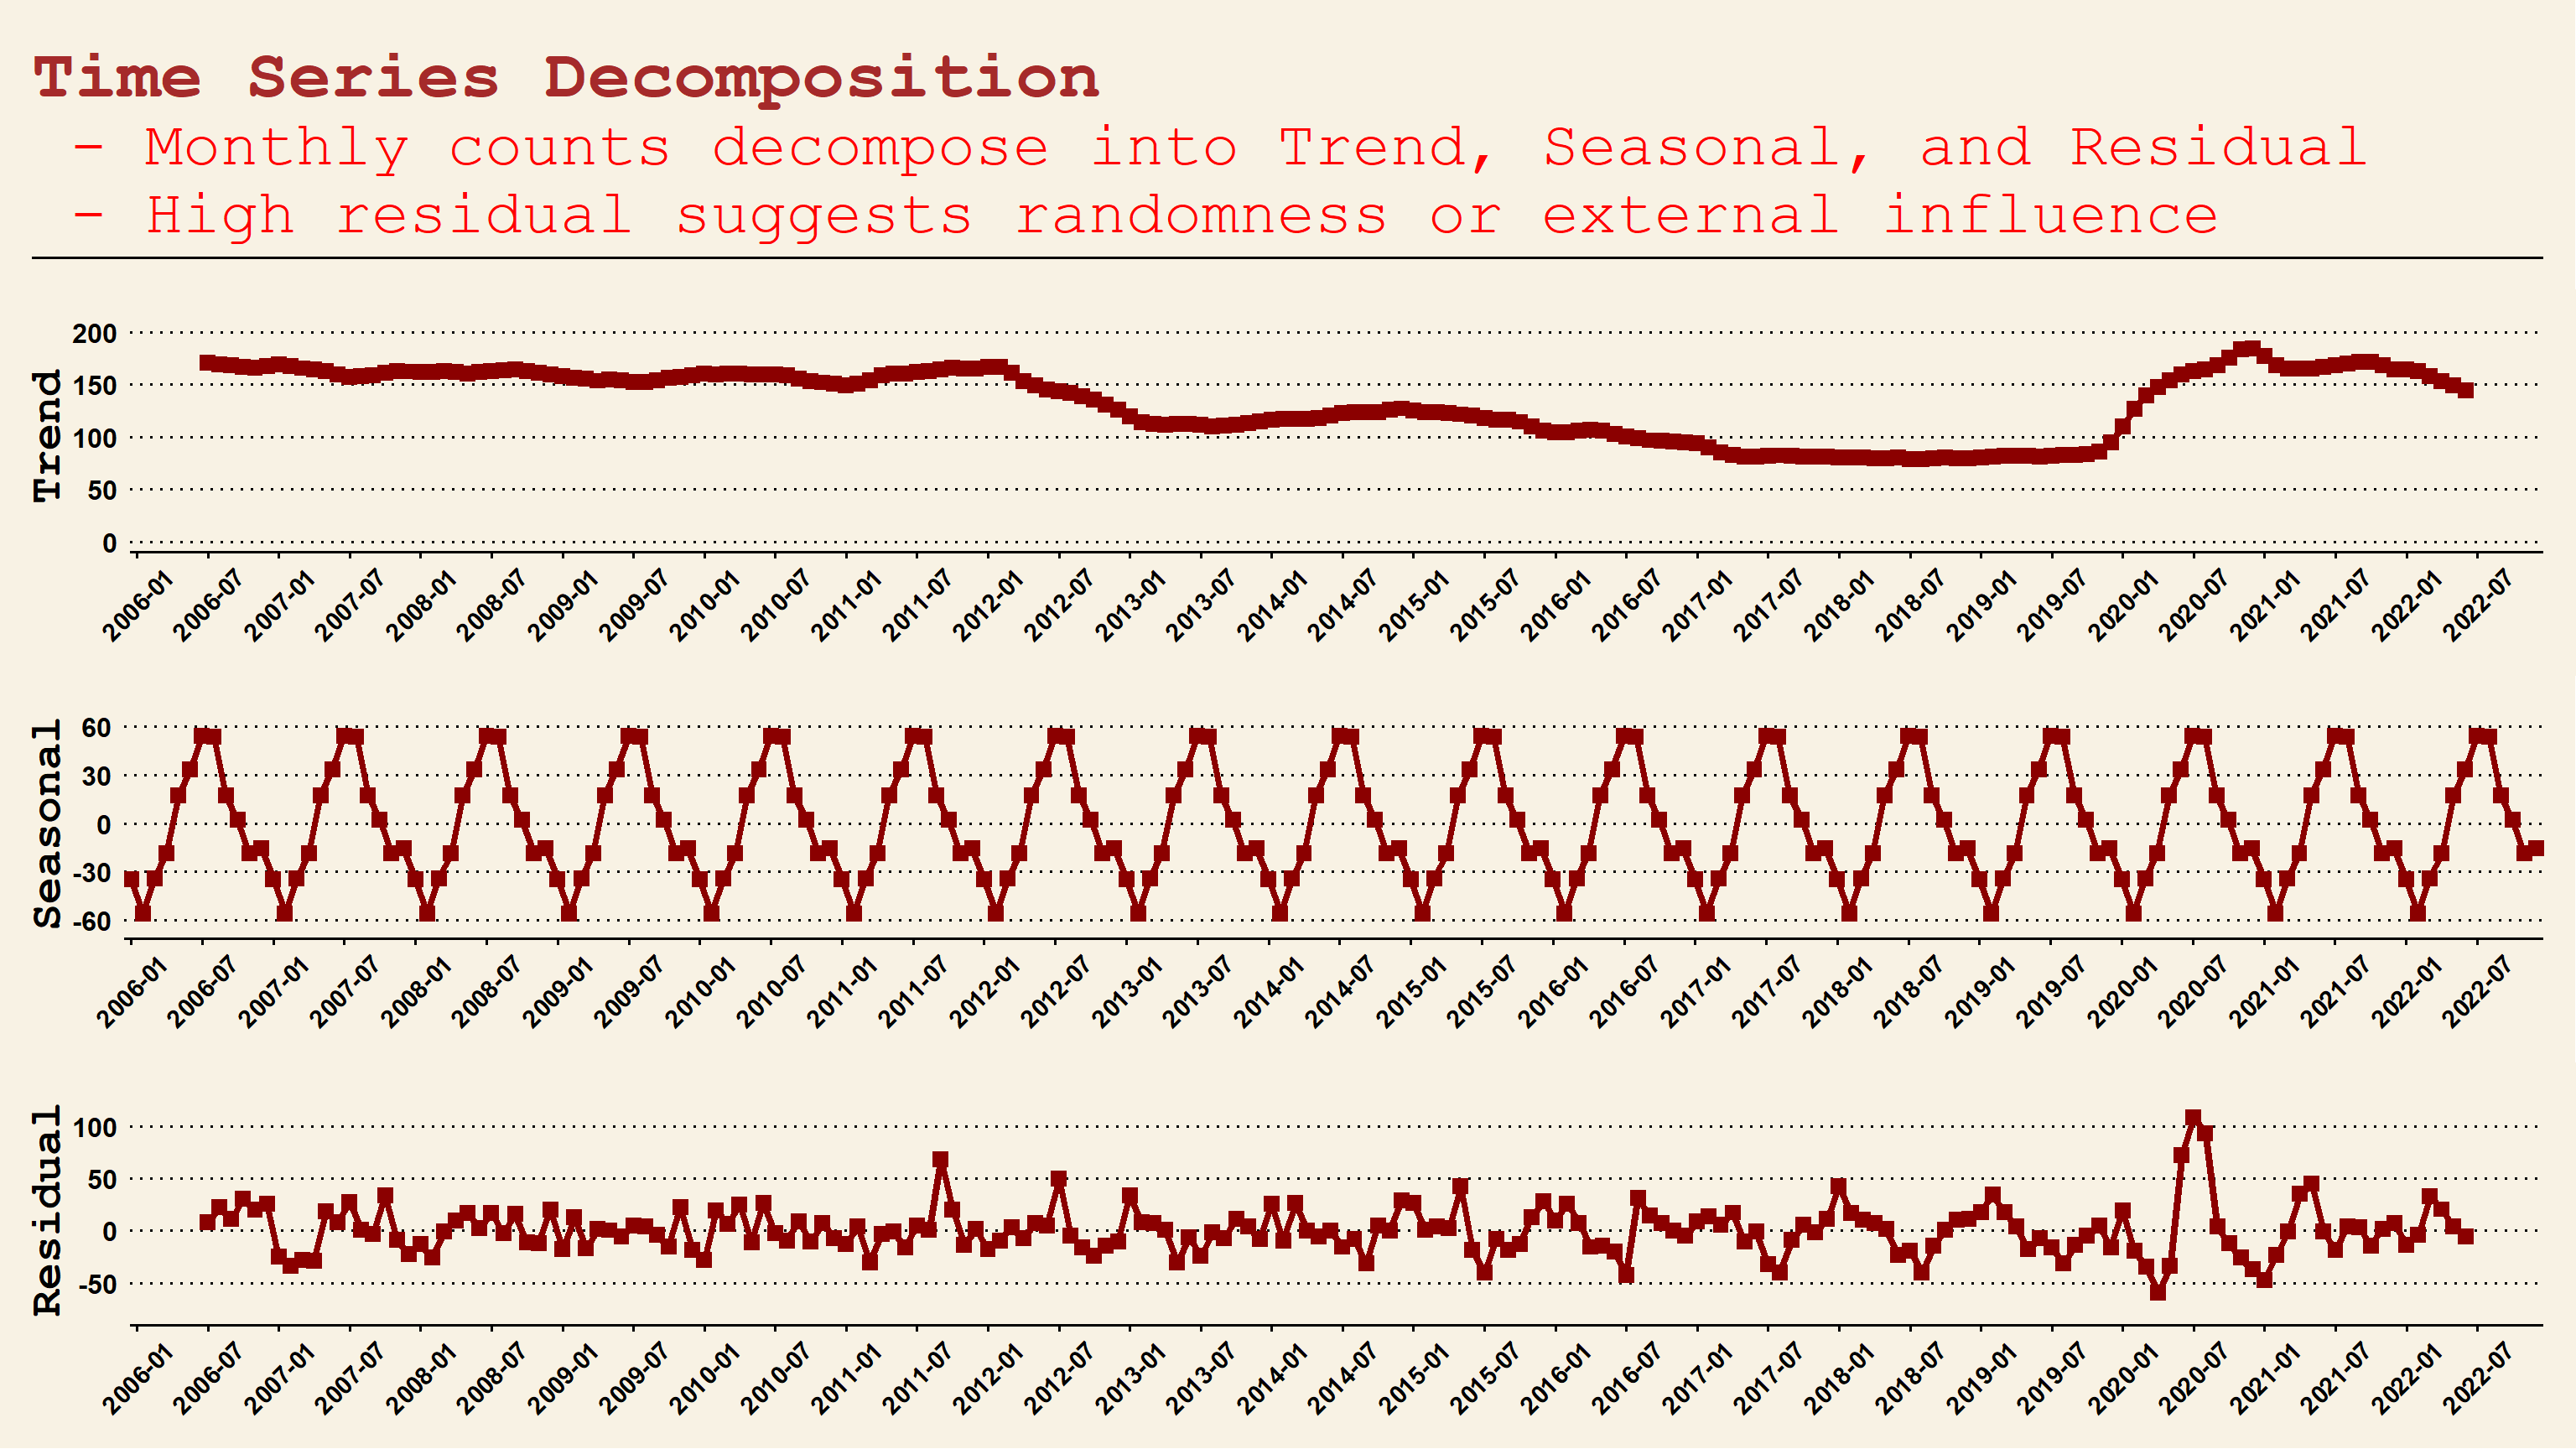 Time Series Decomposition
- Monthly counts decompose into Trend, Seasonal, and Residual
- High residual suggests randomness or external influence
Trend
200
150
100
50
0
2006-01 2006-07 2007-01 2007-07 2008-01 2008-07 2009-01 2009-07 2010-01 2010-07 2011-01 2011-07 2012-01 2012-07 2013-01 2013-07 2014-01 2014-07 2015-01 2015-07 2016-01 2016-07 2017-01 2017-07 2018-01 2018-07 2019-01 2019-07 2020-01 2020-07 2021-01 2021-07 2022-01 2022-07
Seasonal
60
30
0
-30
-60
2006-01 2006-07 2007-01 2007-07 2008-01 2008-07 2009-01 2009-07 2010-01 2010-07 2011-01 2011-07 2012-01 2012-07 2013-01 2013-07 2014-01 2014-07 2015-01 2015-07 2016-01 2016-07 2017-01 2017-07 2018-01 2018-07 2019-01 2019-07 2020-01 2020-07 2021-01 2021-07 2022-01 2022-07
Residual
100
50
0
-50
2006-01 2006-07 2007-01 2007-07 2008-01 2008-07 2009-01 2009-07 2010-01 2010-07 2011-01 2011-07 2012-01 2012-07 2013-01 2013-07 2014-01 2014-07 2015-01 2015-07 2016-01 2016-07 2017-01 2017-07 2018-01 2018-07 2019-01 2019-07 2020-01 2020-07 2021-01 2021-07 2022-01 2022-07